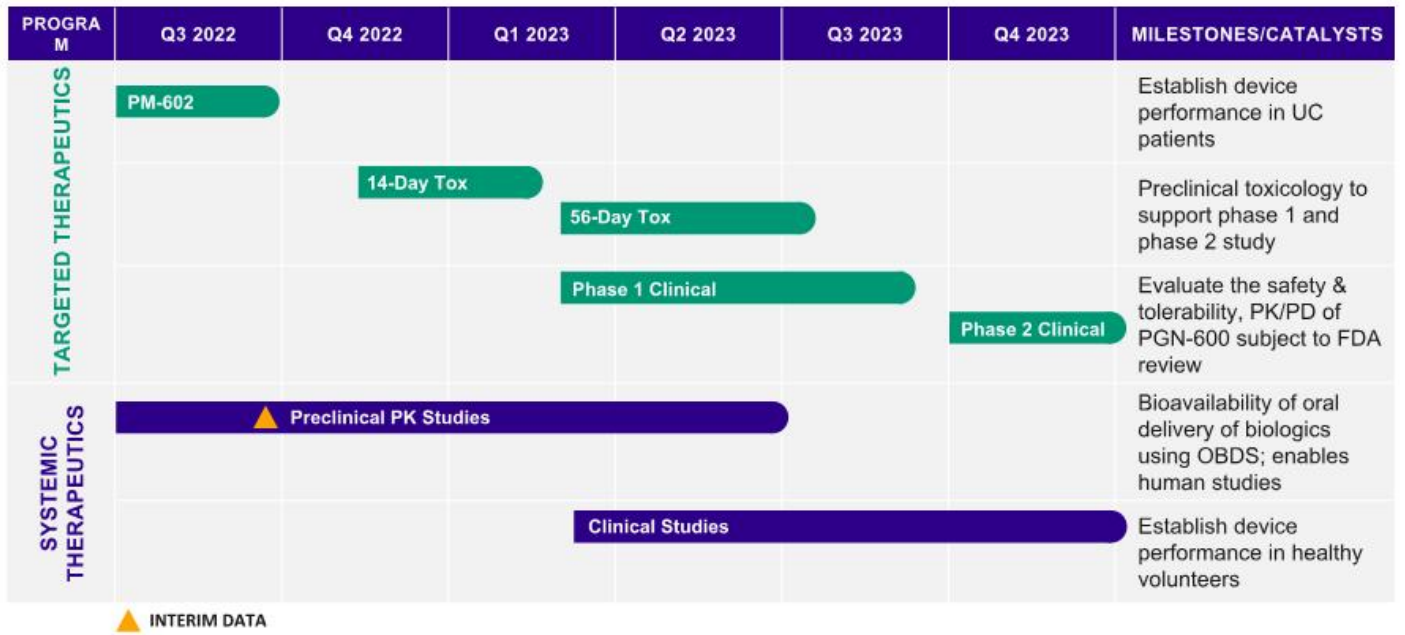 PROGRA
M
Q3 2022
Q4 2022
Q1 2023
Q2 2023
Q3 2023
Q4 2023
MILESTONES/CATALYSTS
TARGETED THERAPEUTICS
PM-602
Establish device
performance in UC
patients
14-Day Tox
56-Day Tox
Preclinical toxicology to
support phase 1 and
phase 2 study
Phase 1 Clinical
Phase 2 Clinical
Evaluate the safety &
tolerability, PK/PD of
PGN-600 subject to FDA
review
SYSTEMIC
THERAPEUTICS
Preclinical PK Studies
Bioavailability of oral
delivery of biologics
using OBDS; enables
human studies
Clinical Studies
Establish device
performance in healthy
volunteers
INTERIM DATA